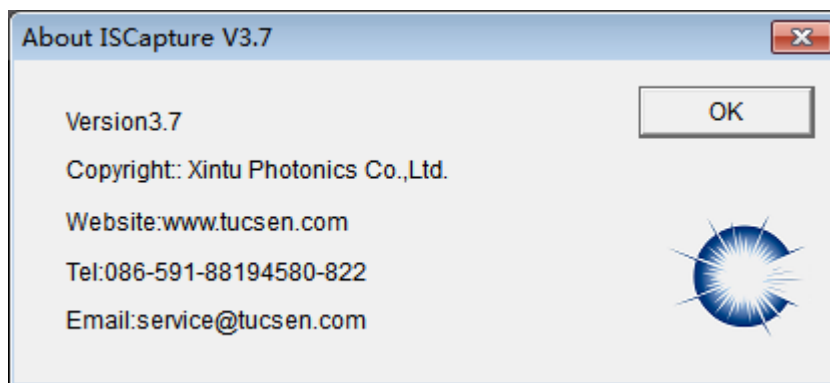 About ISCapture V3.7
OK
Version3.7
Copyright:: Xintu Photonics Co.,Ltd.
Website:www.tucsen.com
Tel:086-591-88194580-822
Email:service@tucsen.com